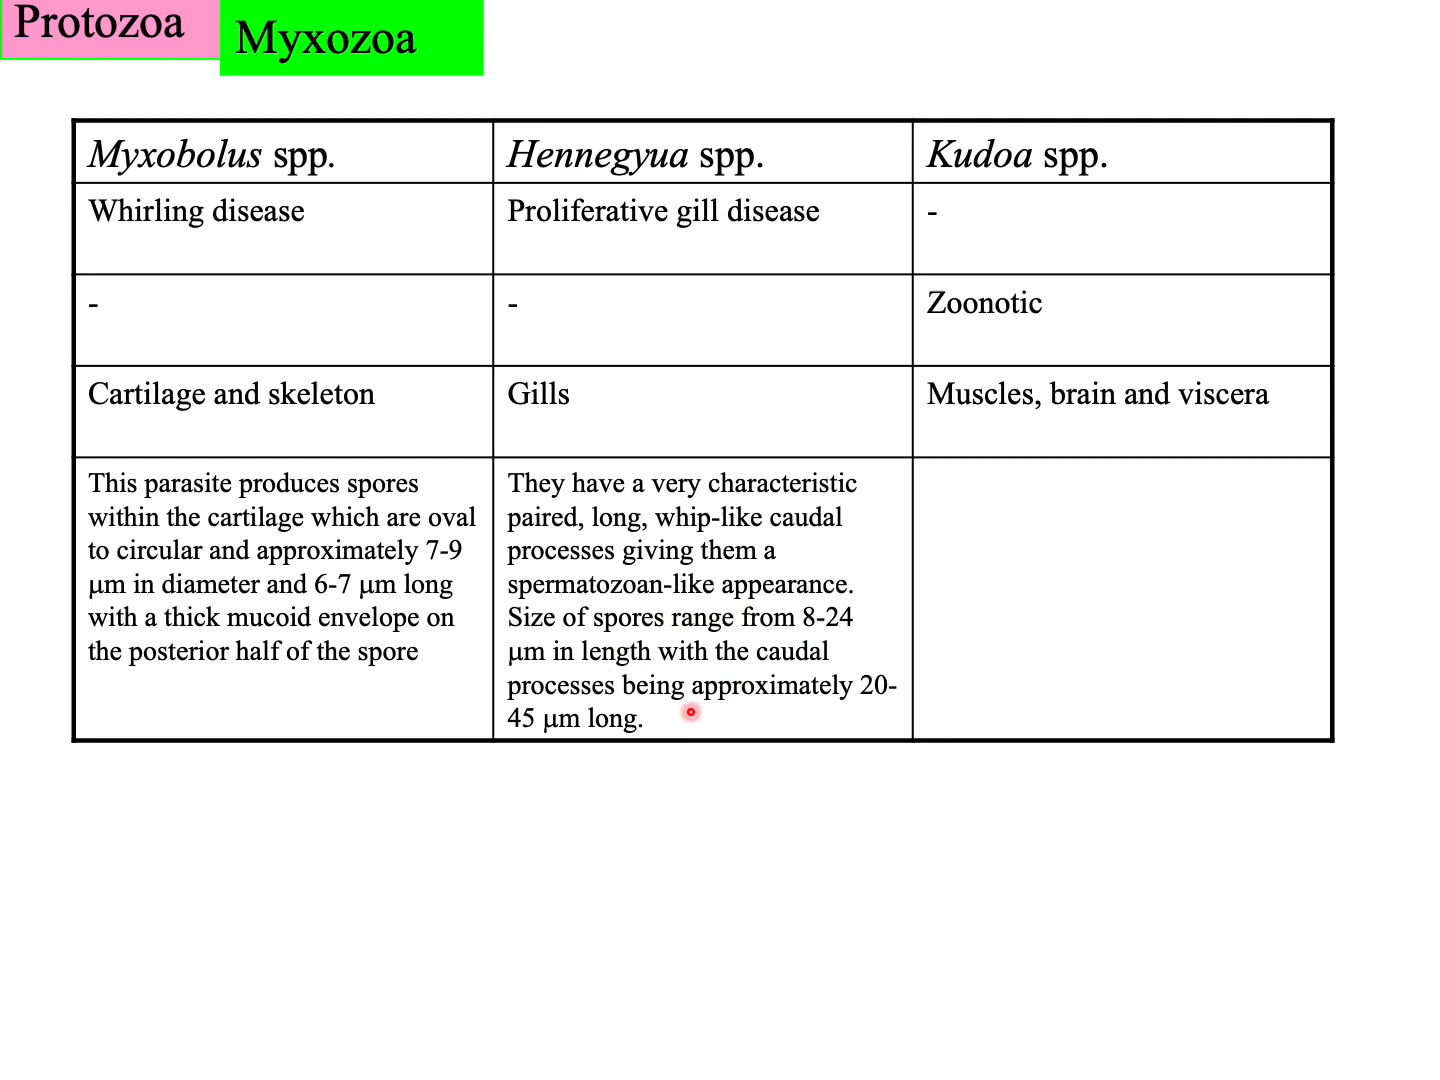 Protozoa
Myxozoa
Myxobolus spp.
Hennegyua spp.
Kudoa spp.
Whirling disease
Proliferative gill disease
-
-
-
Zoonotic
Cartilage and skeleton
Gills
Muscles, brain and viscera
This parasite produces spores
within the cartilage which are oval
to circular and approximately 7-9
μm in diameter and 6-7 μm long
with a thick mucoid envelope on
the posterior half of the spore
They have a very characteristic
paired, long, whip-like caudal
processes giving them a
spermatozoan-like appearance.
Size of spores range from 8-24
μm in length with the caudal
processes being approximately 20-
45 μm long.